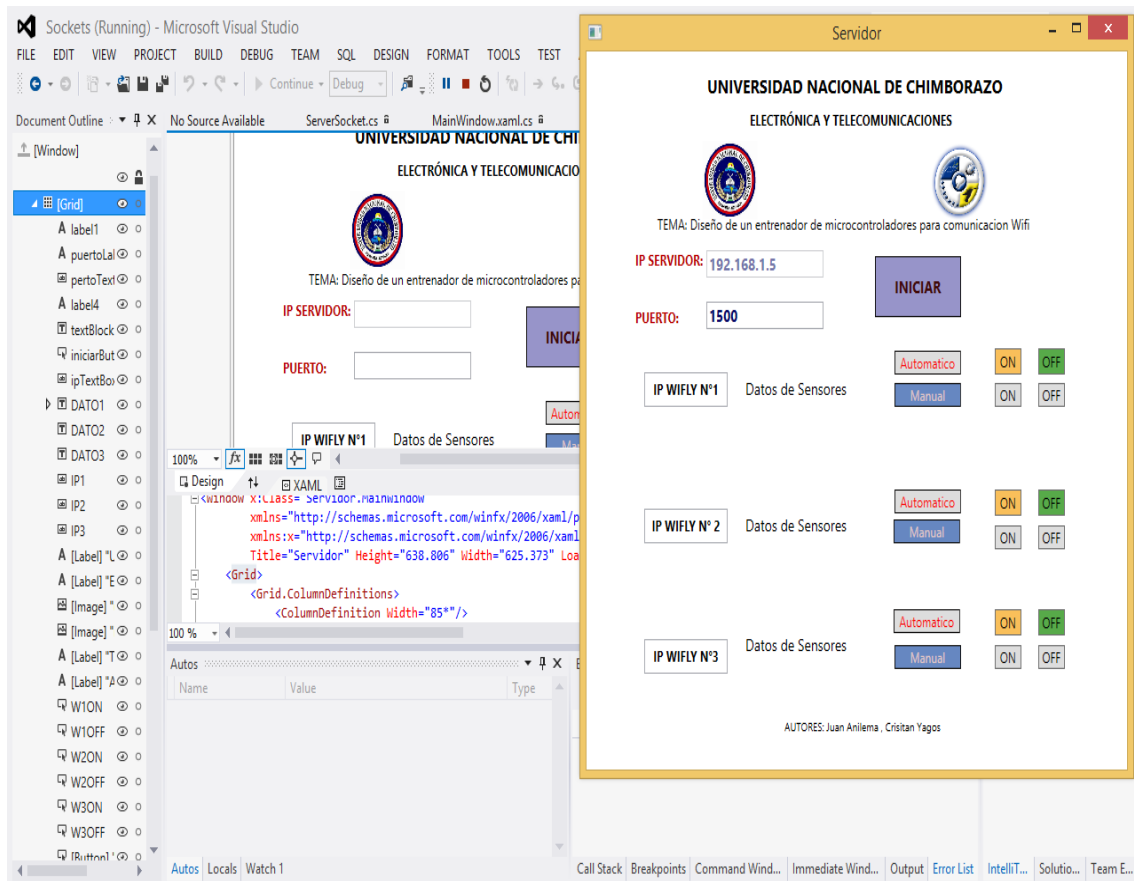 Sockets (Running) - Microsoft Visual Studio
FILE EDIT VIEW PROJECT BUILD DEBUG TEAM SQL DESIGN FORMAT TOOLS TEST
Continue Debug
Document Outline
No Source Available ServerSocket.cs MainWindow.xaml.cs
[Window]
[Grid]
label1
puertoLal
pertoText
label4
textBlock
iniciarBut
ipTextBo
DATO1
DATO2
DATO3
IP1
IP2
IP3
[Label] "L
[Label] "E
[Image] "
[Image] "
[Label] "T
[Label] "A
W1ON
W1OFF
W2ON
W2OFF
W3ON
W3OFF
[Button] '
UNIVERSIDAD NACIONAL DE CHI
ELECTRÓNICA Y TELECOMUNICACIO
TEMA: Diseño de un entrenador de microcontroladores pa
IP SERVIDOR:
INICIA
PUERTO:
Autom
IP WIFLY N°1 Datos de Sensores
Ma
100%
Design XAML
<Window x:Class="Servidor.MainWindow
xmlns="http://schemas.microsoft.com/winfx/2006/xaml/p
xmlns:x="http://schemas.microsoft.com/winfx/2006/xaml
Title="Servidor" Height="638.806" Width="625.373" Loa
<Grid>
<Grid.ColumnDefinitions>
<ColumnDefinition Width="85*"/>
100 %
Autos
Name Value Type
Autos Locals Watch 1
Call Stack Breakpoints Command Wind... Immediate Wind... Output Error List IntelliT... Solutio... Team E...
Servidor
UNIVERSIDAD NACIONAL DE CHIMBORAZO
ELECTRÓNICA Y TELECOMUNICACIONES
TEMA: Diseño de un entrenador de microcontroladores para comunicacion Wifi
IP SERVIDOR: 192.168.1.5
INICIAR
PUERTO: 1500
Automatico ON OFF
IP WIFLY N°1 Datos de Sensores
Manual ON OFF
Automatico ON OFF
IP WIFLY N° 2 Datos de Sensores
Manual ON OFF
Automatico ON OFF
IP WIFLY N°3 Datos de Sensores
Manual ON OFF
AUTORES: Juan Anilema , Crisitan Yagos